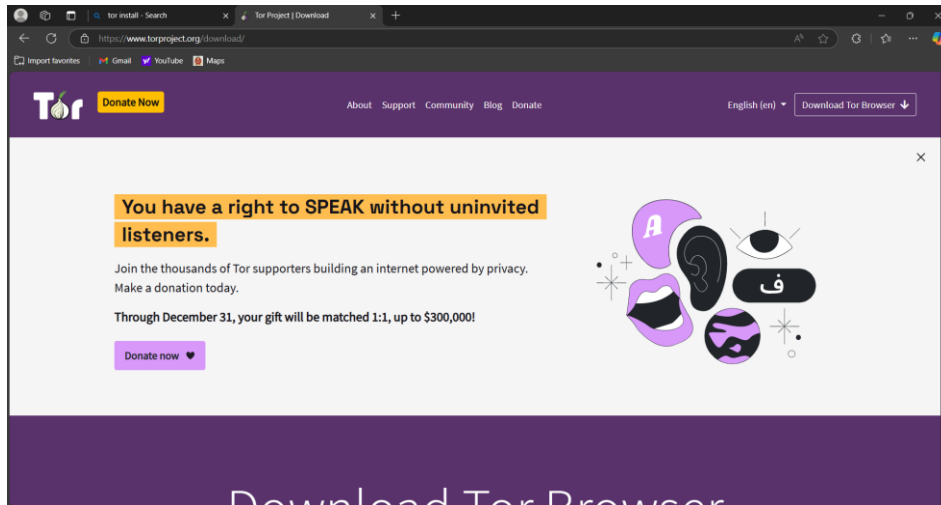 tor install - Search
Tor Project | Download
https://www.torproject.org/download/
Import favorites Gmail YouTube Maps
Tor Donate Now About Support Community Blog Donate English (en) Download Tor Browser
You have a right to SPEAK without uninvited
listeners.
Join the thousands of Tor supporters building an internet powered by privacy.
Make a donation today.
Through December 31, your gift will be matched 1:1, up to $300,000!
Donate now
A
ف
Download Tor Browser